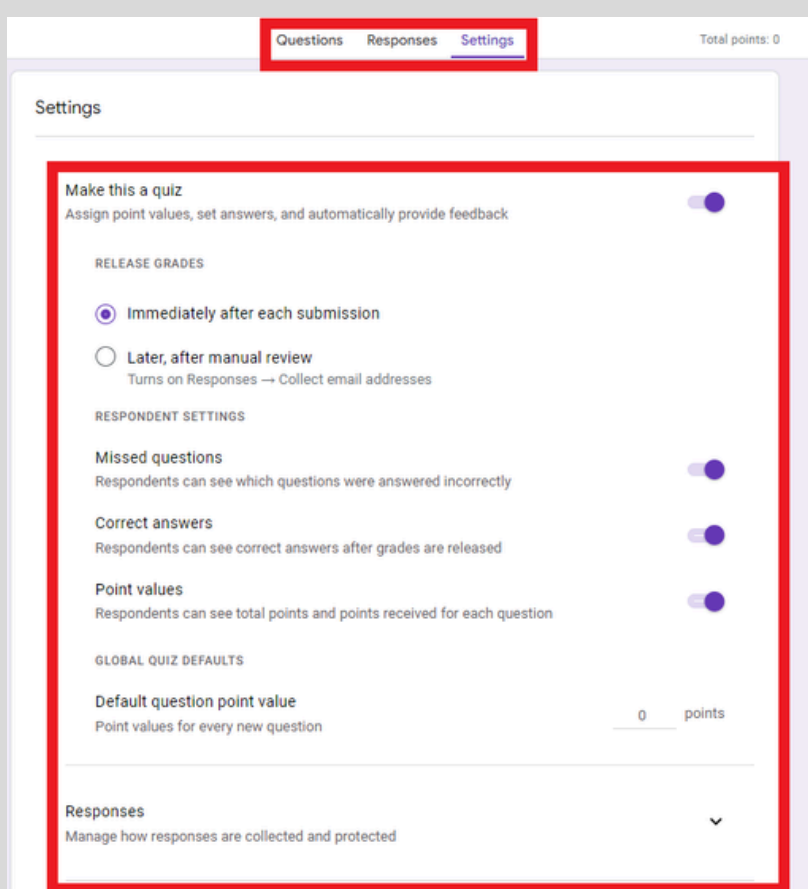 Questions Responses Settings Total points: 0
Settings
Make this a quiz
Assign point values, set answers, and automatically provide feedback
RELEASE GRADES
Immediately after each submission
Later, after manual review
Turns on Responses → Collect email addresses
RESPONDENT SETTINGS
Missed questions
Respondents can see which questions were answered incorrectly
Correct answers
Respondents can see correct answers after grades are released
Point values
Respondents can see total points and points received for each question
GLOBAL QUIZ DEFAULTS
Default question point value
Point values for every new question
0 points
Responses
Manage how responses are collected and protected